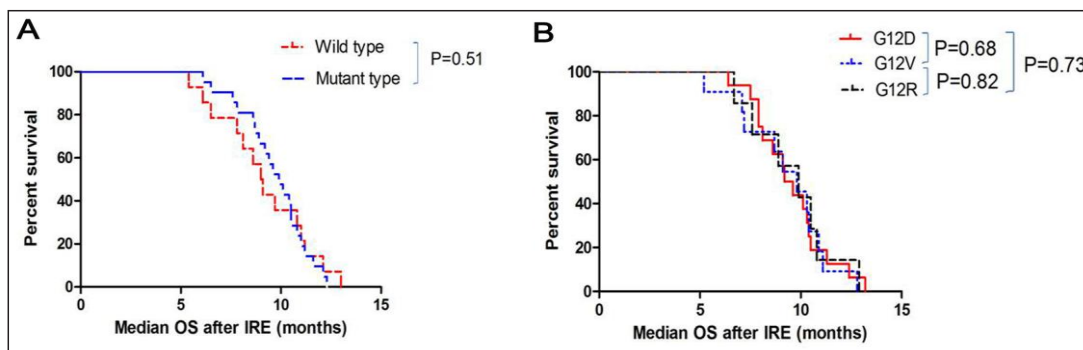 A
Wild type
Mutant type
P=0.51
100
80
60
40
20
0
Percent survival
0 5 10 15
Median OS after IRE (months)
B
G12D
G12V
G12R
P=0.68
P=0.82
P=0.73
100
80
60
40
20
0
Percent survival
0 5 10 15
Median OS after IRE (months)